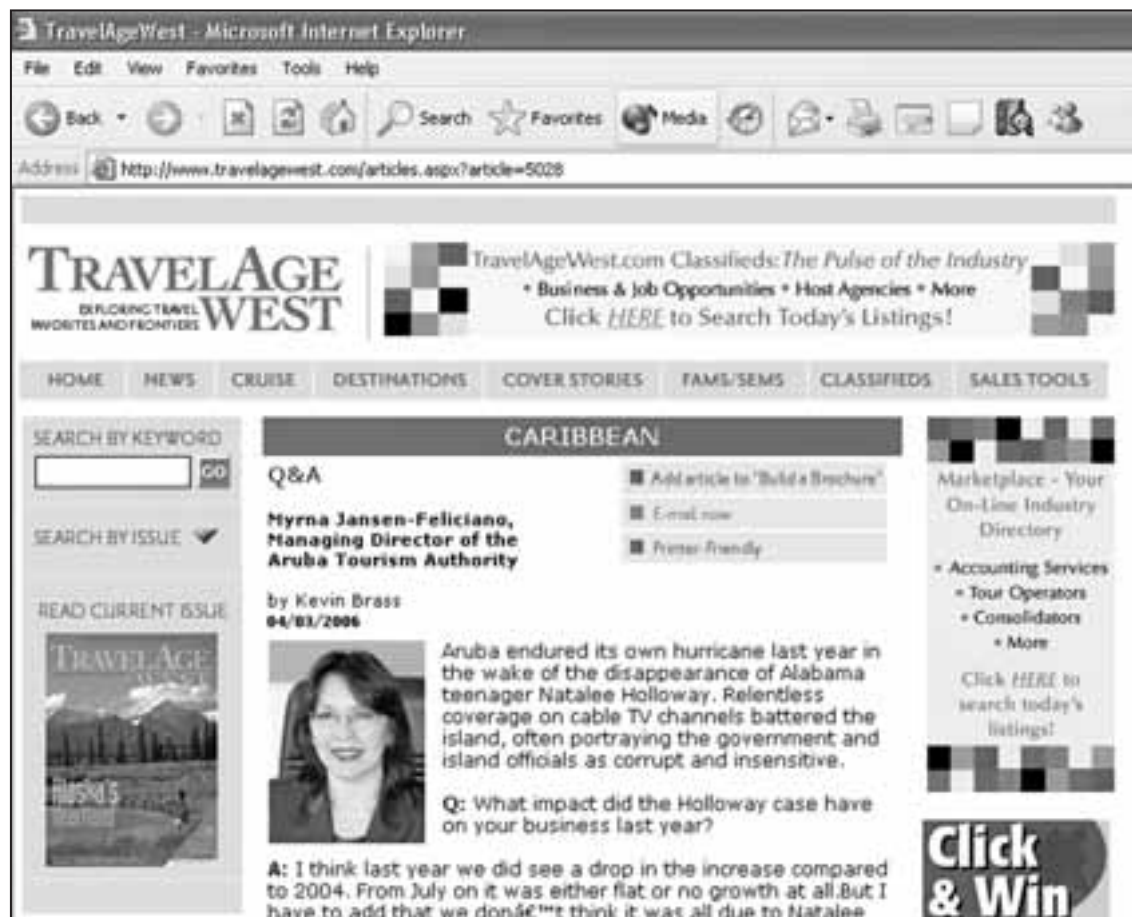 TravelAgeWest - Microsoft Internet Explorer
File Edit View Favorites Tools Help
Back Search Favorites Media
Address http://www.travelagewest.com/articles.aspx?article=5028
TRAVELAGE
WEST
EXPLORING TRAVEL
FAVORITES AND FRONTIERS
TravelAgeWest.com Classifieds: The Pulse of the Industry
• Business & Job Opportunities • Host Agencies • More
Click HERE to Search Today's Listings!
HOME NEWS CRUISE DESTINATIONS COVER STORIES FAMS/SEMS CLASSIFIEDS SALES TOOLS
SEARCH BY KEYWORD
GO
SEARCH BY ISSUE
READ CURRENT ISSUE
TRAVELAGE
WEST
CARIBBEAN
Q&A
Add article to "Build a Brochure"
E-mail now
Printer-Friendly
Myrna Jansen-Feliciano,
Managing Director of the
Aruba Tourism Authority
by Kevin Brass
04/03/2006
Aruba endured its own hurricane last year in
the wake of the disappearance of Alabama
teenager Natalee Holloway. Relentless
coverage on cable TV channels battered the
island, often portraying the government and
island officials as corrupt and insensitive.
Q: What impact did the Holloway case have
on your business last year?
A: I think last year we did see a drop in the increase compared
to 2004. From July on it was either flat or no growth at all.But I
have to add that we donâ€™t think it was all due to Natalee
Marketplace - Your
On-Line Industry
Directory
• Accounting Services
• Tour Operators
• Consolidators
• More
Click HERE to
search today's
listings!
Click
& Win